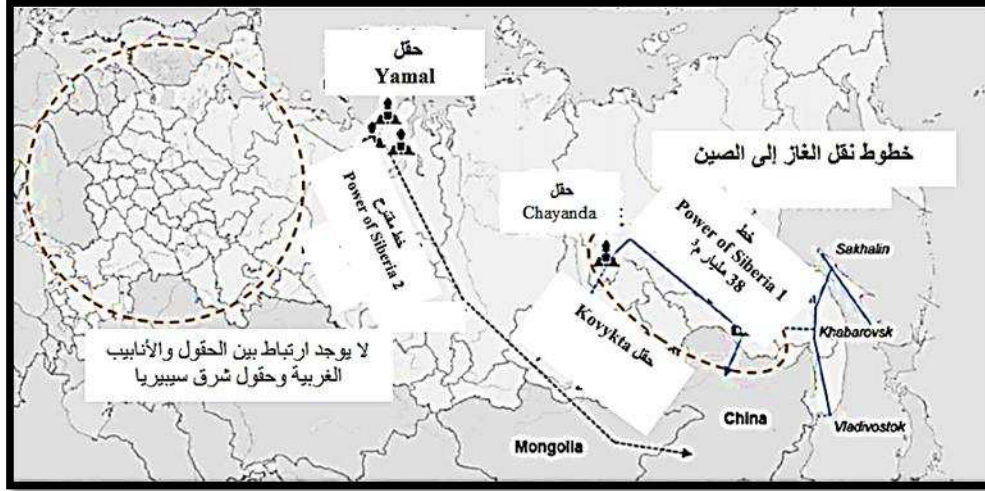 حقل
Yamal
خطوط نقل الغاز إلى الصين
حقل
Chayanda
خط مقترح
Power of Siberia 2
خط
Power of Siberia 1
38 مليار م3
Sakhalin
حقل Kovykta
Khabarovsk
لا يوجد ارتباط بين الحقول والأنابيب
الغربية وحقول شرق سيبيريا
China
Vladivostok
Mongolia